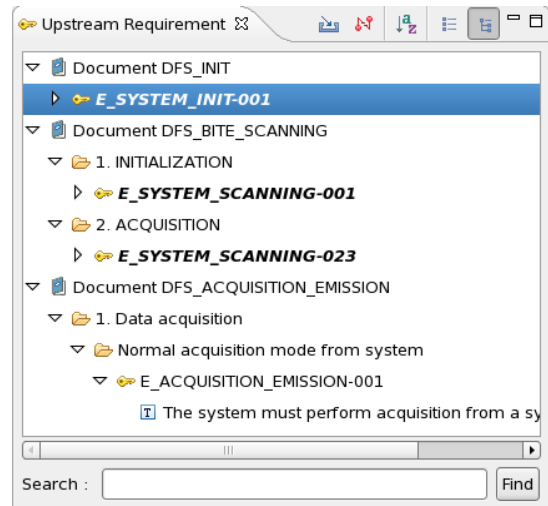 Upstream Requirement
Document DFS_INIT
E_SYSTEM_INIT-001
Document DFS_BITE_SCANNING
1. INITIALIZATION
E_SYSTEM_SCANNING-001
2. ACQUISITION
E_SYSTEM_SCANNING-023
Document DFS_ACQUISITION_EMISSION
1. Data acquisition
Normal acquisition mode from system
E_ACQUISITION_EMISSION-001
T The system must perform acquisition from a sy
Search : Find